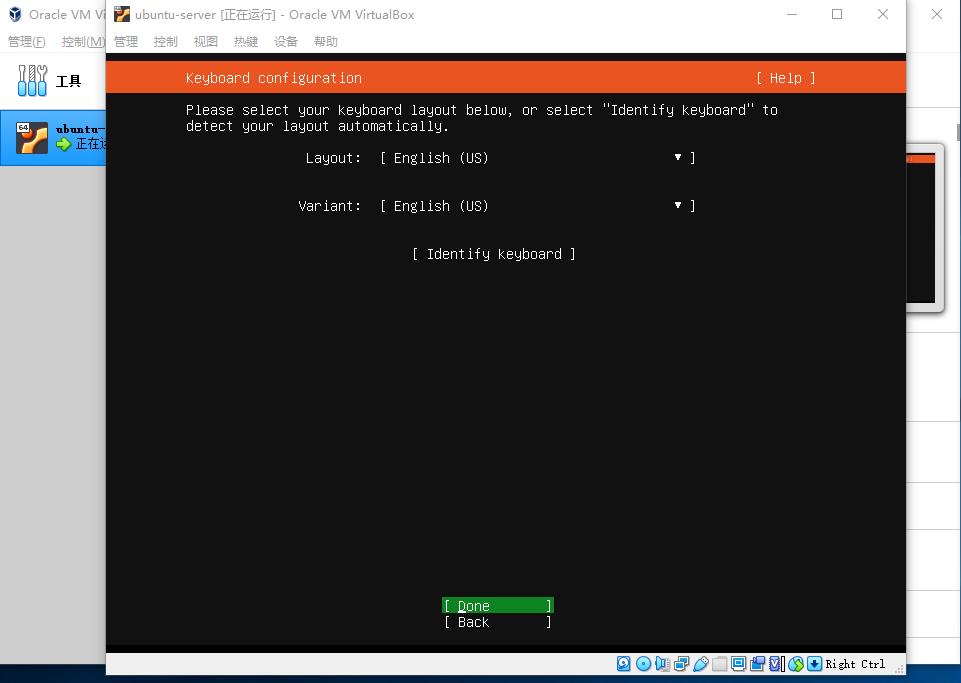 Oracle VM Vi
ubuntu-server [正在运行] - Oracle VM VirtualBox
管理(F) 控制(M)
管理 控制 视图 热键 设备 帮助
工具
64
ubuntu-
正在运
Keyboard configuration [ Help ]
Please select your keyboard layout below, or select "Identify keyboard" to
detect your layout automatically.
Layout: [ English (US) ▾ ]
Variant: [ English (US) ▾ ]
[ Identify keyboard ]
[ Done ]
[ Back ]
Right Ctrl